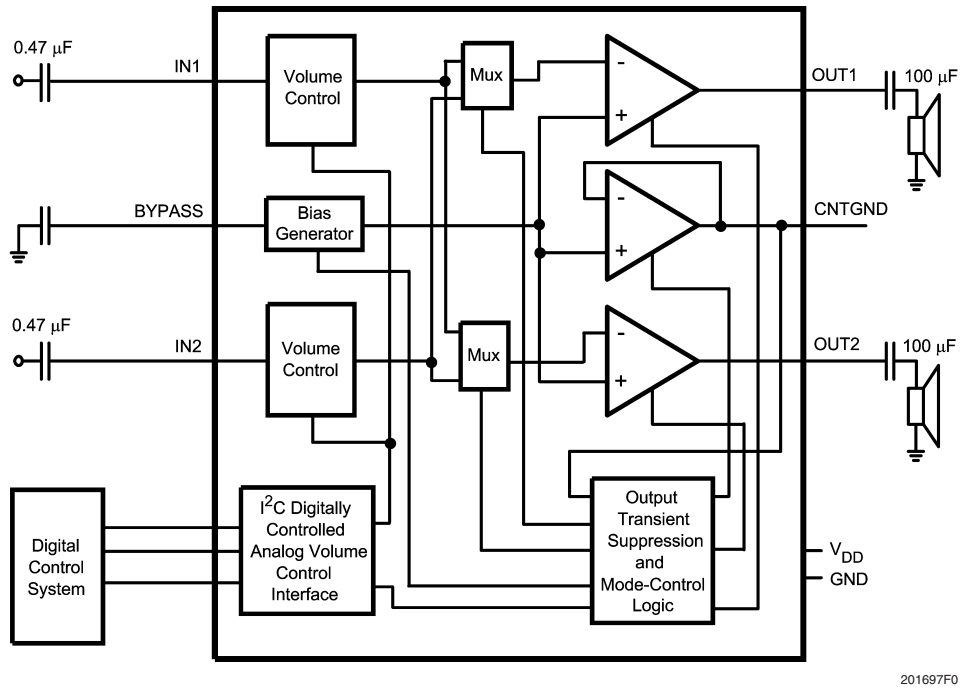 0.47 μF
IN1
Volume
Control
Mux
-
+
OUT1
100 μF
BYPASS
Bias
Generator
-
+
CNTGND
0.47 μF
IN2
Volume
Control
Mux
-
+
OUT2
100 μF
Digital
Control
System
I²C Digitally
Controlled
Analog Volume
Control
Interface
Output
Transient
Suppression
and
Mode-Control
Logic
VDD
GND
201697F0